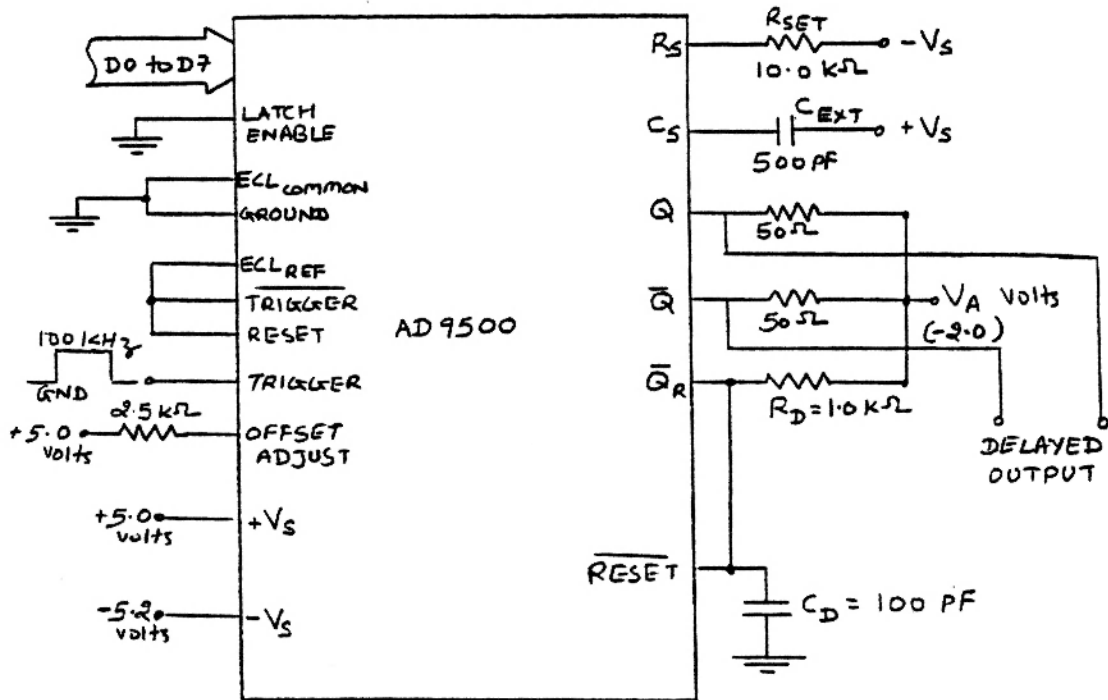 D0 to D7
LATCH
ENABLE
ECL COMMON
GROUND
ECL REF
TRIGGER
RESET
100 KHz
GND
TRIGGER
2.5 KΩ
+5.0
volts
OFFSET
ADJUST
+5.0
volts
+VS
-5.2
volts
-VS
AD 9500
RS
RSET
10.0 KΩ
-VS
CS
CEXT
500 PF
+VS
Q
50Ω
Q̅
50Ω
VA volts
(-2.0)
Q̅R
RD = 1.0 KΩ
DELAYED
OUTPUT
RESET
CD = 100 PF